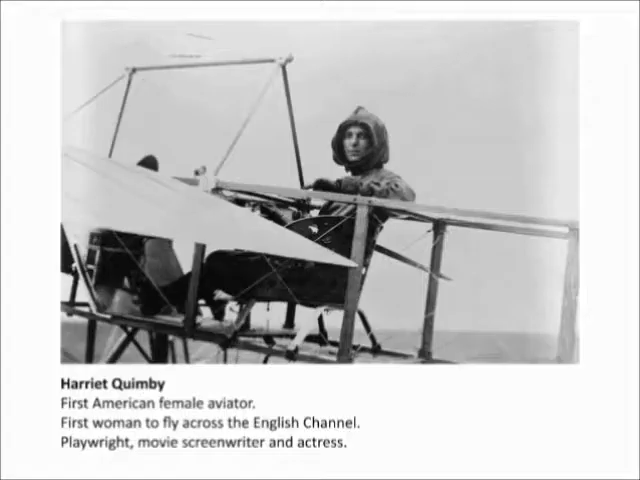 Harriet Quimby
First American female aviator.
First woman to fly across the English Channel.
Playwright, movie screenwriter and actress.